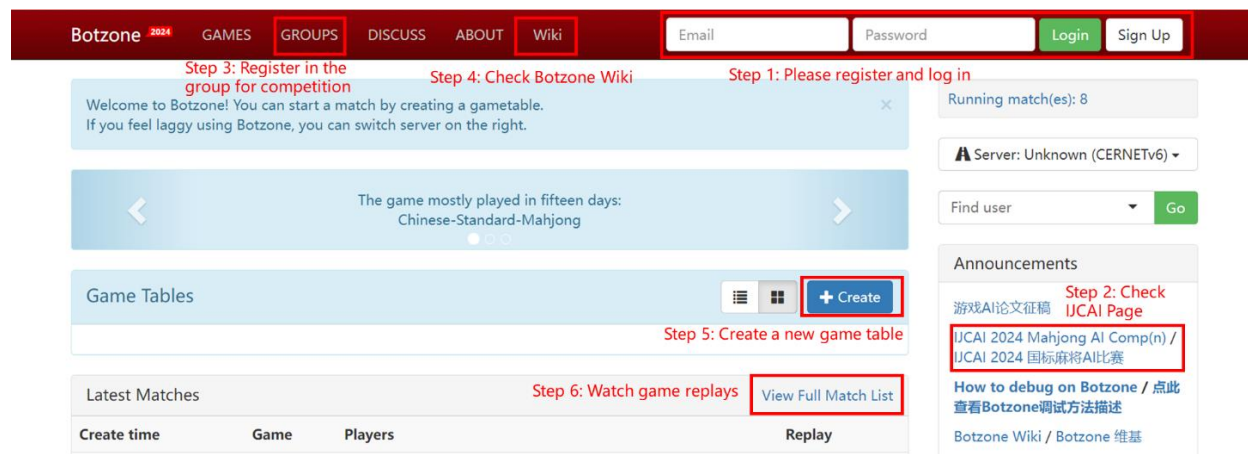 Botzone 2024 GAMES GROUPS DISCUSS ABOUT Wiki Email Password Login Sign Up
Step 3: Register in the
group for competition
Step 4: Check Botzone Wiki
Step 1: Please register and log in
Welcome to Botzone! You can start a match by creating a gametable.
If you feel laggy using Botzone, you can switch server on the right.
×
Running match(es): 8
Server: Unknown (CERNETv6)
The game mostly played in fifteen days:
Chinese-Standard-Mahjong
Find user Go
Game Tables
+ Create
Step 5: Create a new game table
Announcements
Step 2: Check
IJCAI Page
游戏AI论文征稿
IJCAI 2024 Mahjong AI Comp(n) /
IJCAI 2024 国标麻将AI比赛
How to debug on Botzone / 点此
查看Botzone调试方法描述
Botzone Wiki / Botzone 维基
Latest Matches
Step 6: Watch game replays
View Full Match List
Create time Game Players Replay